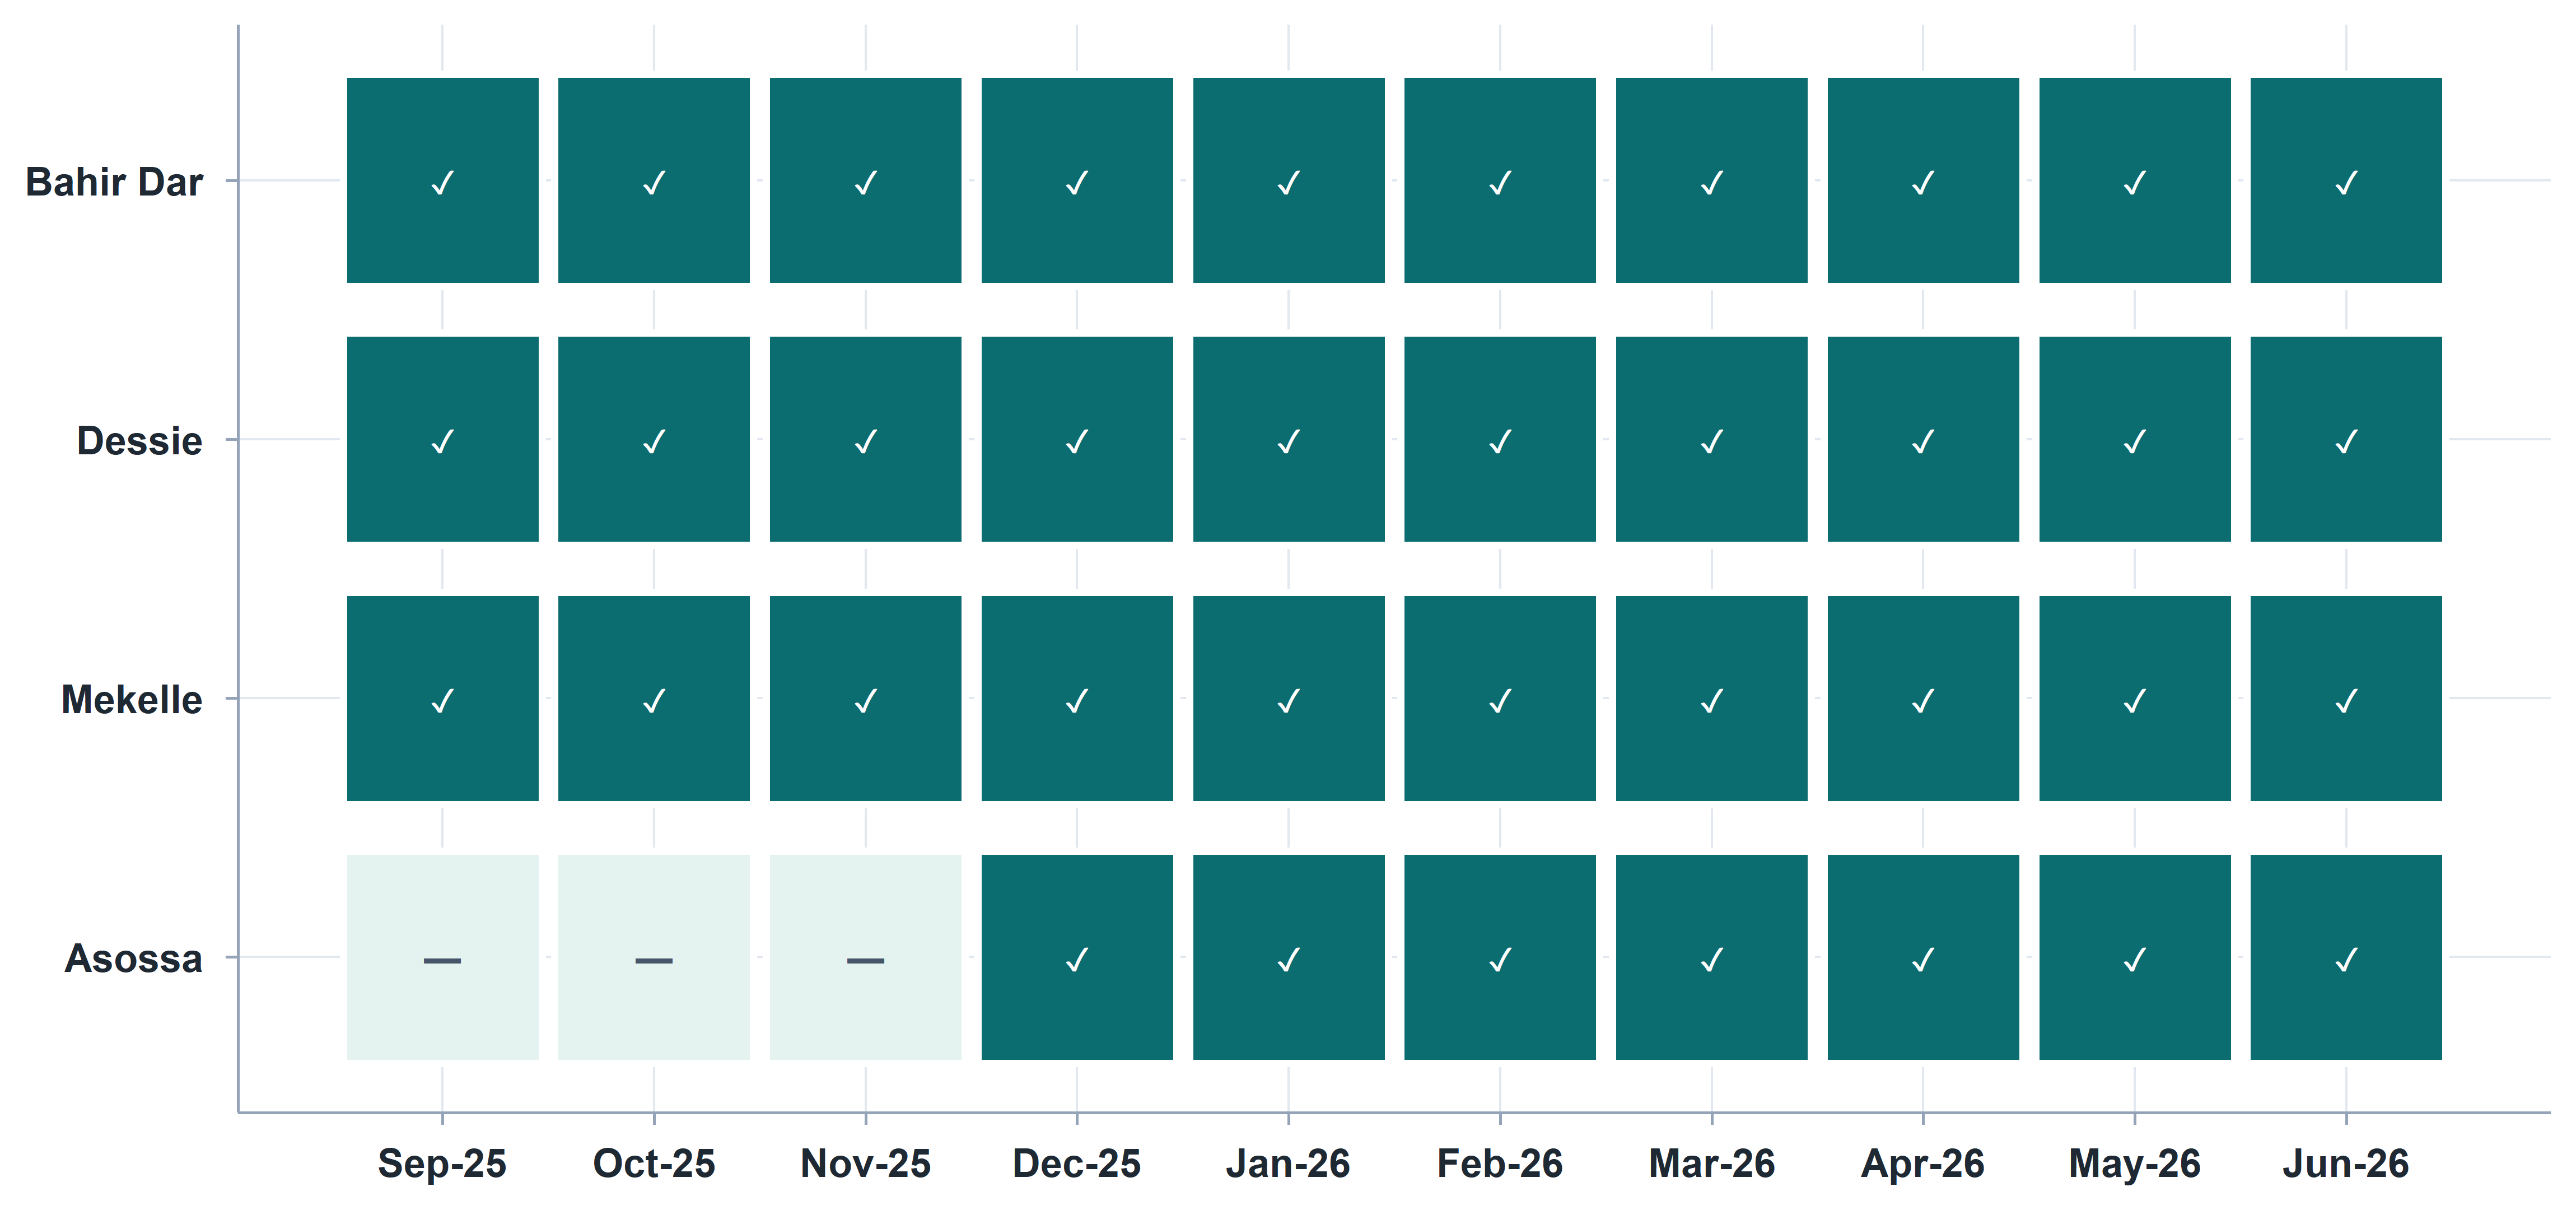 Bahir Dar ✓ ✓ ✓ ✓ ✓ ✓ ✓ ✓ ✓ ✓
Dessie ✓ ✓ ✓ ✓ ✓ ✓ ✓ ✓ ✓ ✓
Mekelle ✓ ✓ ✓ ✓ ✓ ✓ ✓ ✓ ✓ ✓
Asossa — — — ✓ ✓ ✓ ✓ ✓ ✓ ✓
Sep-25 Oct-25 Nov-25 Dec-25 Jan-26 Feb-26 Mar-26 Apr-26 May-26 Jun-26